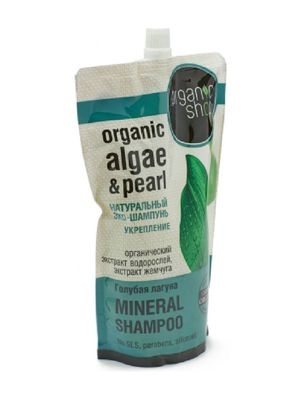 organic
shop
organic
algae
& pearl
НАТУРАЛЬНЫЙ
ЭКО-ШАМПУНЬ
УКРЕПЛЕНИЕ
органический
экстракт водорослей,
экстракт жемчуга
Голубая лагуна
MINERAL
SHAMPOO
No SLS, parabens, silicones